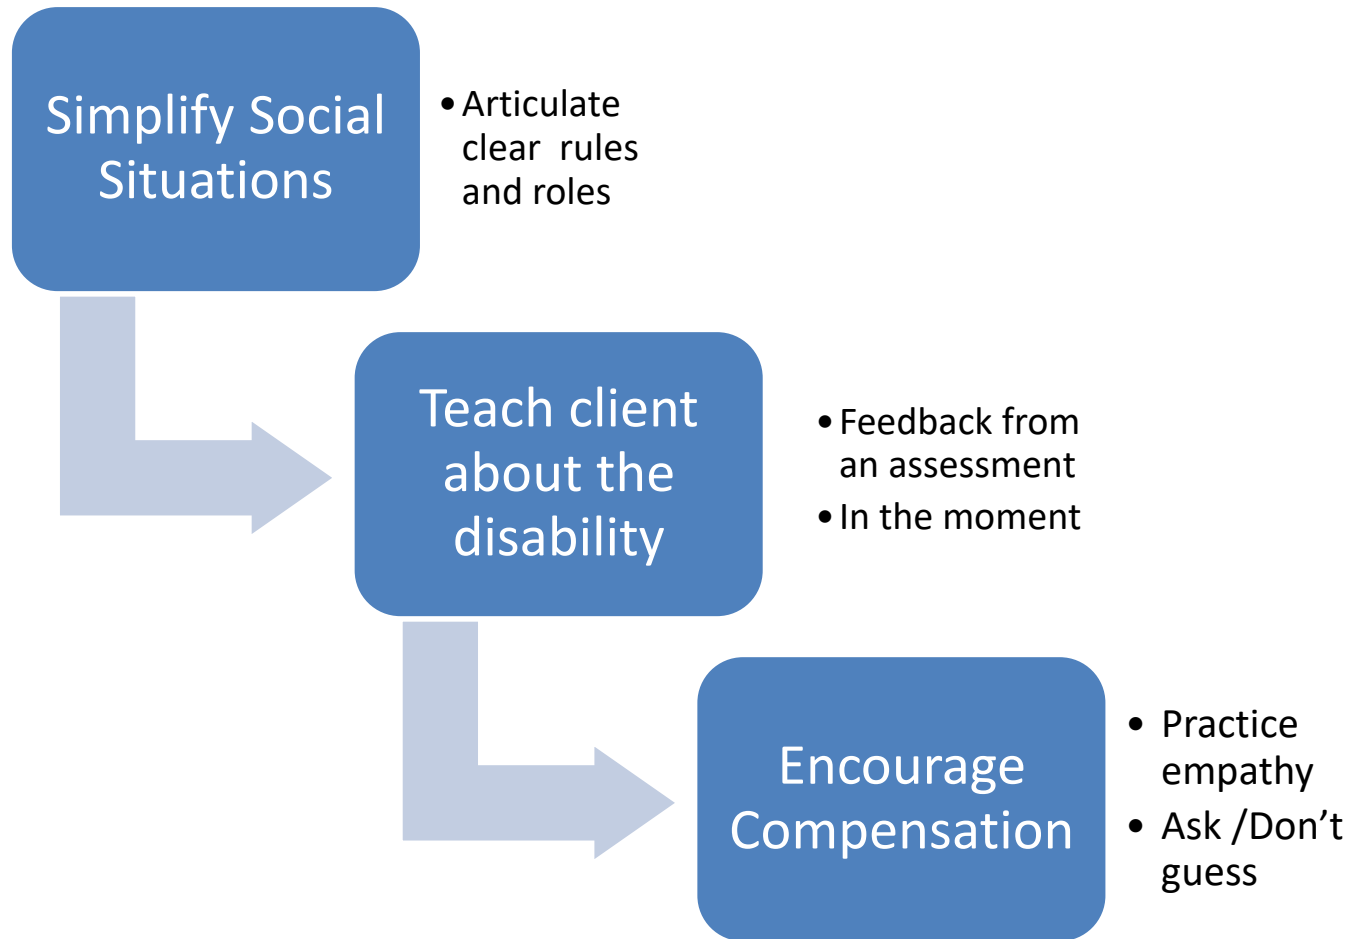 Simplify Social
Situations
• Articulate
clear rules
and roles
Teach client
about the
disability
• Feedback from
an assessment
• In the moment
Encourage
Compensation
• Practice
empathy
• Ask /Don’t
guess